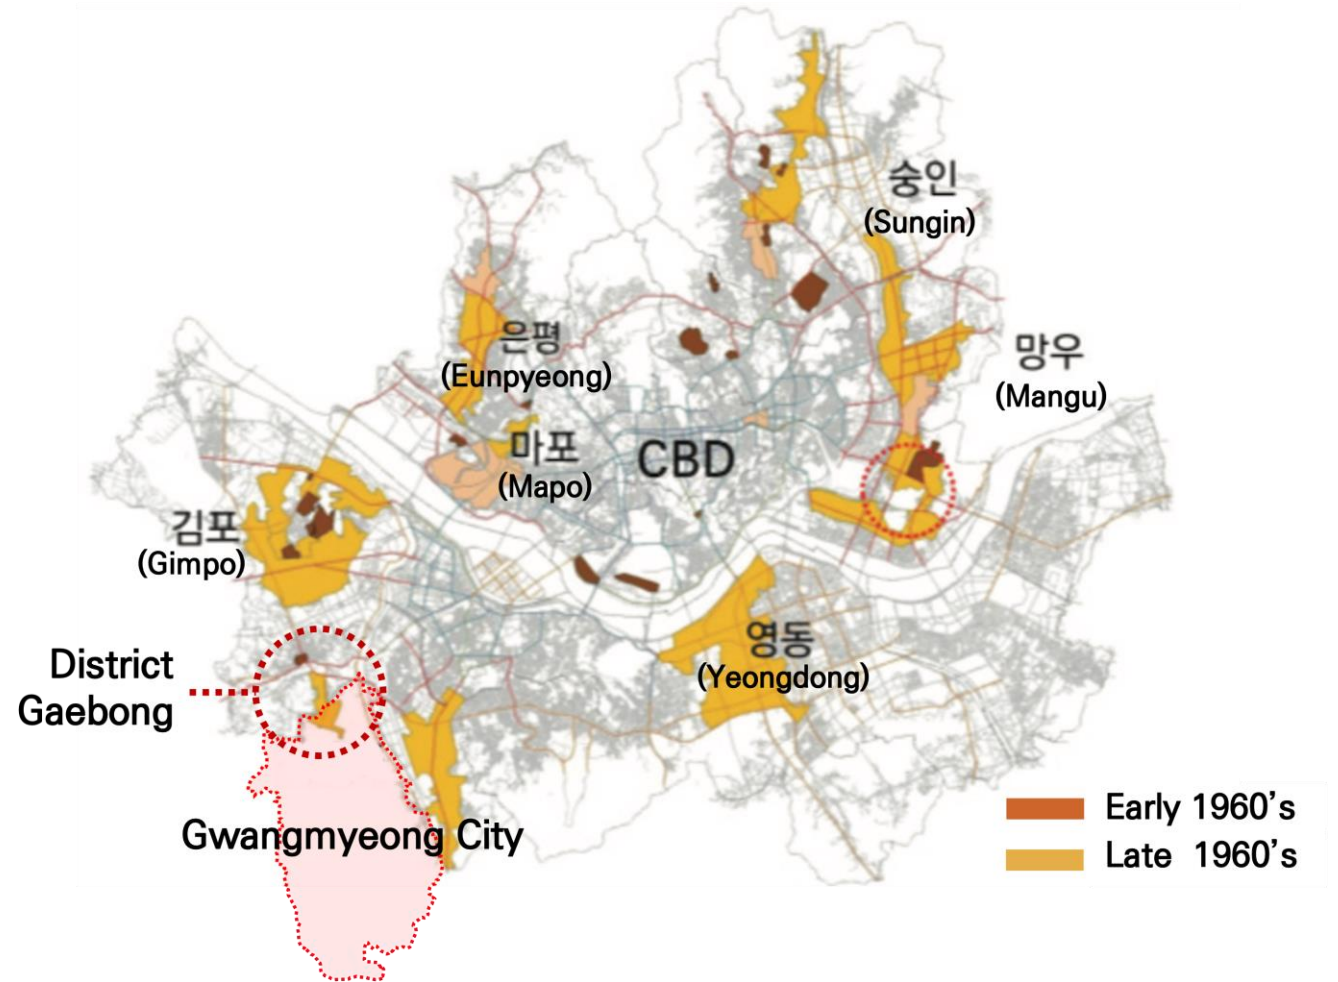 숭인
(Sungin)
은평
(Eunpyeong)
망우
(Mangu)
마포
(Mapo)
CBD
김포
(Gimpo)
영동
(Yeongdong)
District
Gaebong
Gwangmyeong City
Early 1960's
Late 1960's